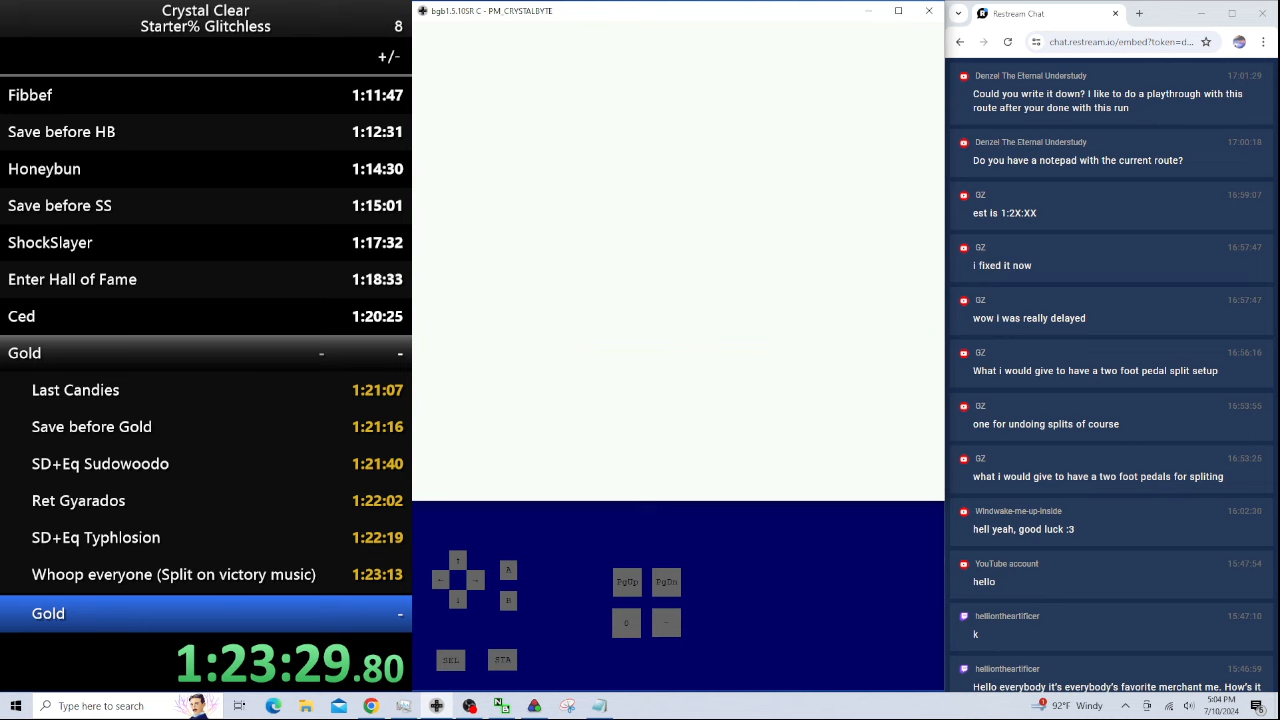 Crystal Clear
Starter% Glitchless
8
+/-
Fibbef 1:11:47
Save before HB 1:12:31
Honeybun 1:14:30
Save before SS 1:15:01
ShockSlayer 1:17:32
Enter Hall of Fame 1:18:33
Ced 1:20:25
Gold - -
Last Candies 1:21:07
Save before Gold 1:21:16
SD+Eq Sudowoodo 1:21:40
Ret Gyarados 1:22:02
SD+Eq Typhlosion 1:22:19
Whoop everyone (Split on victory music) 1:23:13
Gold -
1:23:29.80
bgb1.5.10SR C - PM_CRYSTALBYTE
↑
← →
↓
A
B
SEL STA
PgUp PgDn
0 -
Restream Chat
chat.restream.io/embed?token=d...
Denzel The Eternal Understudy 17:01:29
Could you write it down? I like to do a playthrough with this
route after your done with this run
Denzel The Eternal Understudy 17:00:18
Do you have a notepad with the current route?
GZ 16:59:07
est is 1:2X:XX
GZ 16:57:47
i fixed it now
GZ 16:57:47
wow i was really delayed
GZ 16:56:16
What i would give to have a two foot pedal split setup
GZ 16:53:55
one for undoing splits of course
GZ 16:53:25
what i would give to have a two foot pedals for spliting
Windwake-me-up-Inside 16:02:30
hell yeah, good luck :3
YouTube account 15:47:54
hello
helliontheartificer 15:47:10
k
helliontheartificer 15:46:59
Hello everybody it's everybody's favorite merchant me. How's it
Type here to search
92°F Windy
5:04 PM
7/10/2024
6